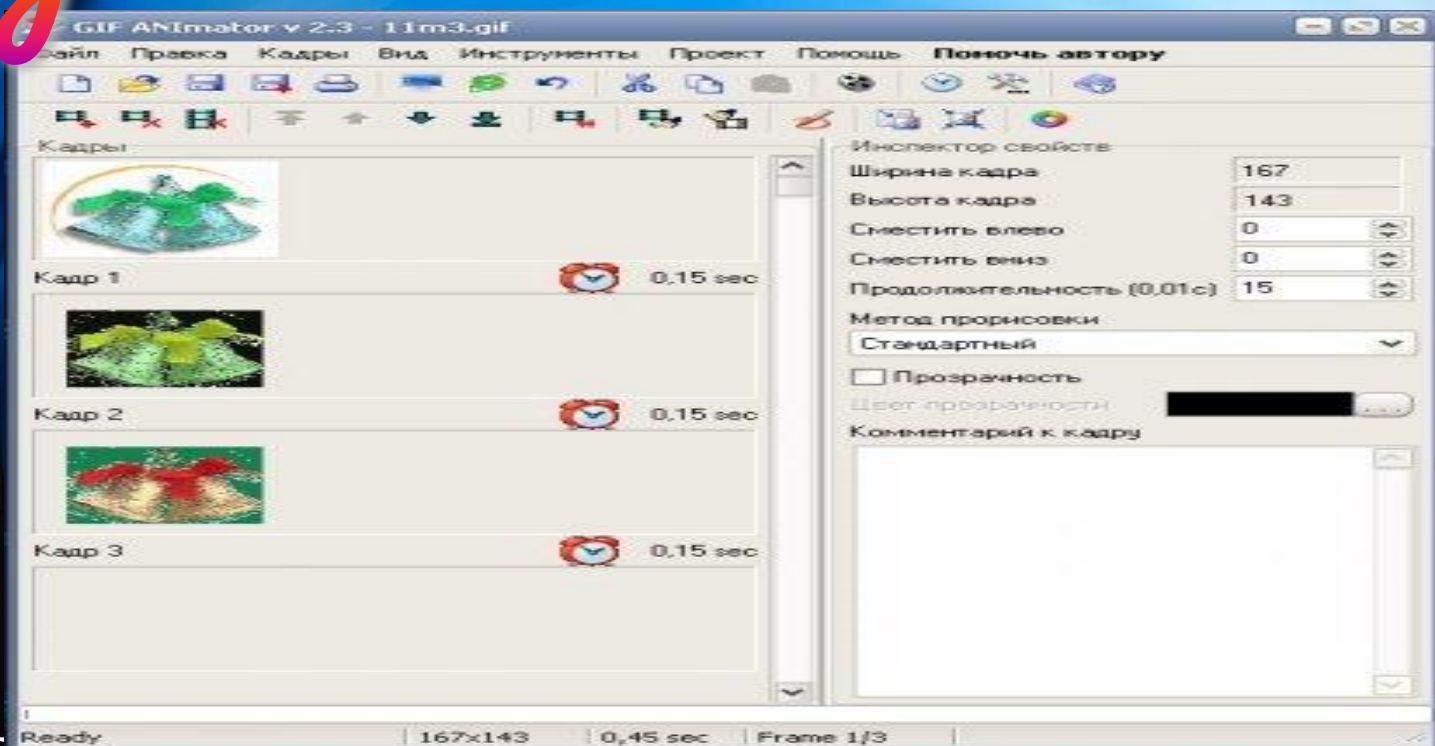 GIF ANImator v 2.3 - 11m3.gif
айл Правка Кадры Вид Инструменты Проект Помощь Помочь автору
Кадры
Инспектор свойств
Ширина кадра 167
Высота кадра 143
Сместить влево 0
Сместить вниз 0
Кадр 1 0,15 sec
Продолжительность (0,01с) 15
Метод прорисовки
Стандартный
Прозрачность
Цвет прозрачности ...
Кадр 2 0,15 sec
Комментарий к кадру
Кадр 3 0,15 sec
Ready 167x143 0,45 sec Frame 1/3